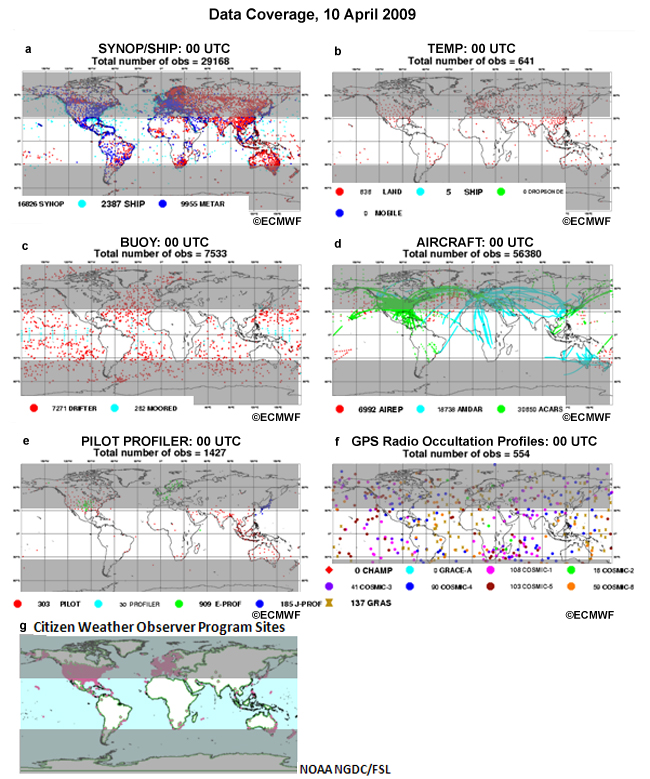 Data Coverage, 10 April 2009
a
SYNOP/SHIP: 00 UTC
Total number of obs = 29168
16826 SYNOP 2387 SHIP 9955 METAR
©ECMWF
b
TEMP: 00 UTC
Total number of obs = 641
636 LAND 5 SHIP 0 DROPSONDE
0 MOBILE
©ECMWF
c
BUOY: 00 UTC
Total number of obs = 7533
7271 DRIFTER 262 MOORED
©ECMWF
d
AIRCRAFT: 00 UTC
Total number of obs = 56380
6992 AIREP 18738 AMDAR 30650 ACARS
©ECMWF
e
PILOT PROFILER: 00 UTC
Total number of obs = 1427
303 PILOT 30 PROFILER 909 E-PROF 185 J-PROF
©ECMWF
f
GPS Radio Occultation Profiles: 00 UTC
Total number of obs = 554
0 CHAMP 0 GRACE-A 108 COSMIC-1 16 COSMIC-2
41 COSMIC-3 90 COSMIC-4 103 COSMIC-5 59 COSMIC-6
137 GRAS
©ECMWF
g
Citizen Weather Observer Program Sites
NOAA NGDC/FSL